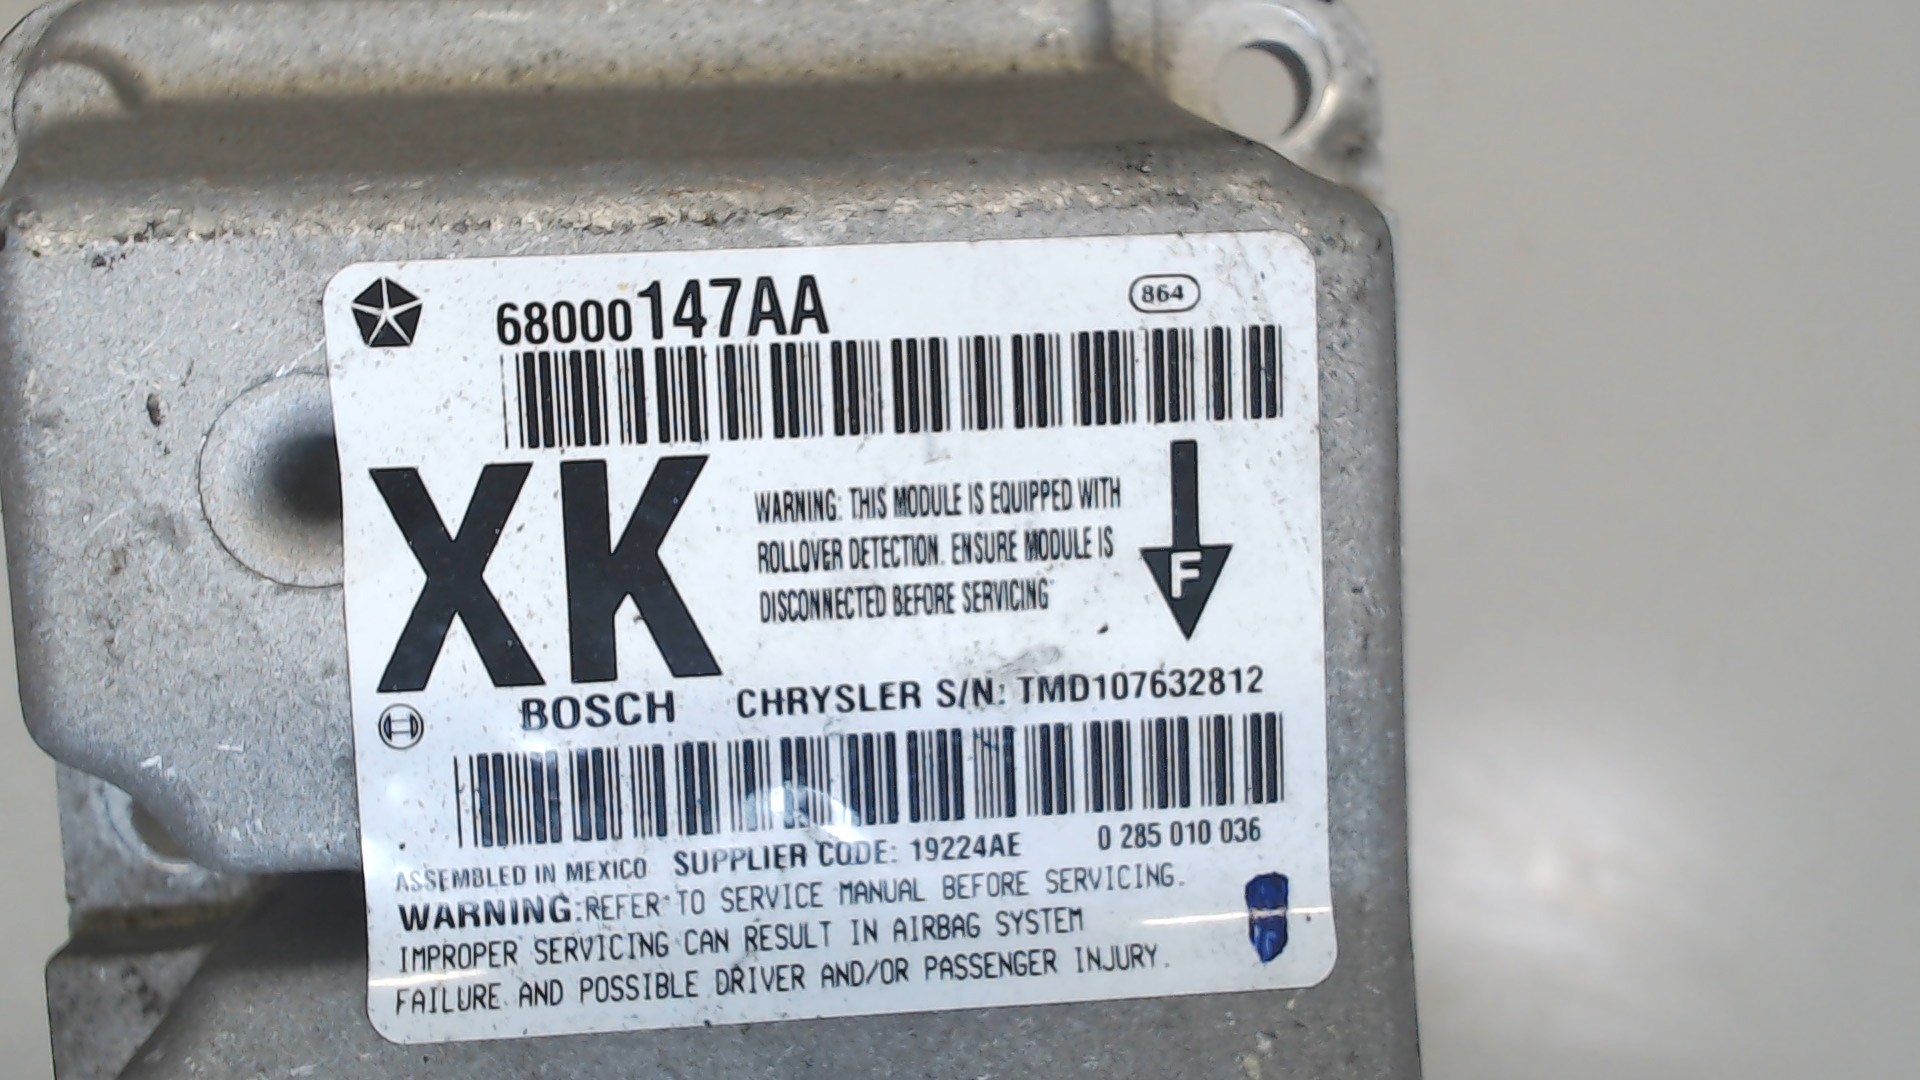 68000147AA
864
XK
WARNING: THIS MODULE IS EQUIPPED WITH
ROLLOVER DETECTION. ENSURE MODULE IS
DISCONNECTED BEFORE SERVICING
F
BOSCH CHRYSLER S/N: TMD107632812
ASSEMBLED IN MEXICO SUPPLIER CODE: 19224AE 0 285 010 036
WARNING:REFER TO SERVICE MANUAL BEFORE SERVICING.
IMPROPER SERVICING CAN RESULT IN AIRBAG SYSTEM
FAILURE AND POSSIBLE DRIVER AND/OR PASSENGER INJURY.